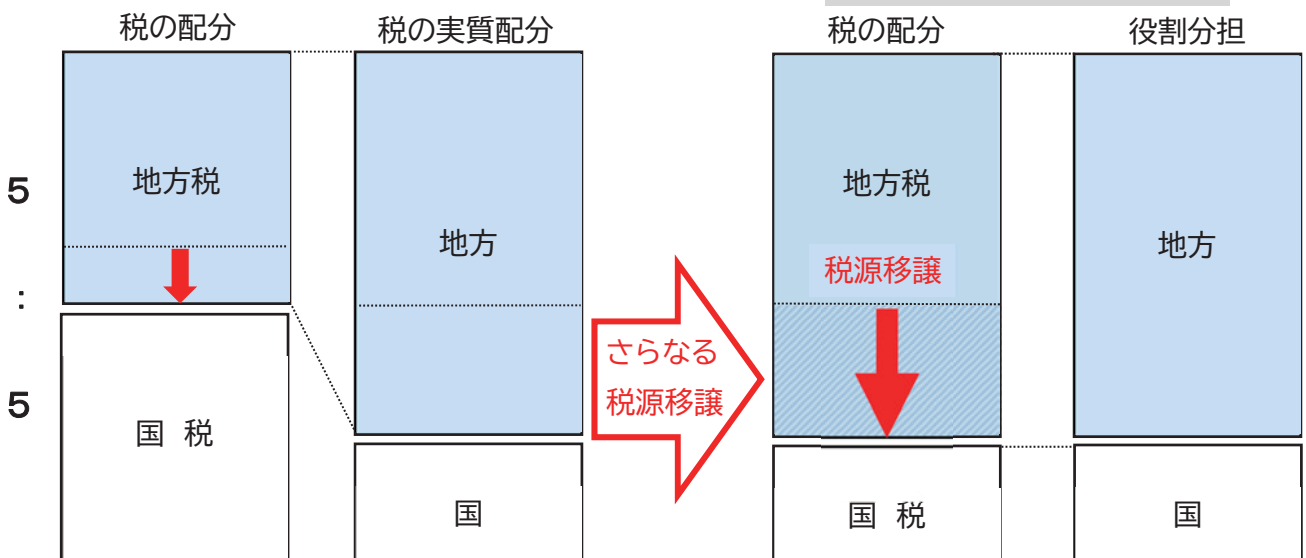 税の配分
税の実質配分
税の配分
役割分担
5
:
5
地方税
国 税
地方
国
さらなる
税源移譲
地方税
税源移譲
国 税
地方
国